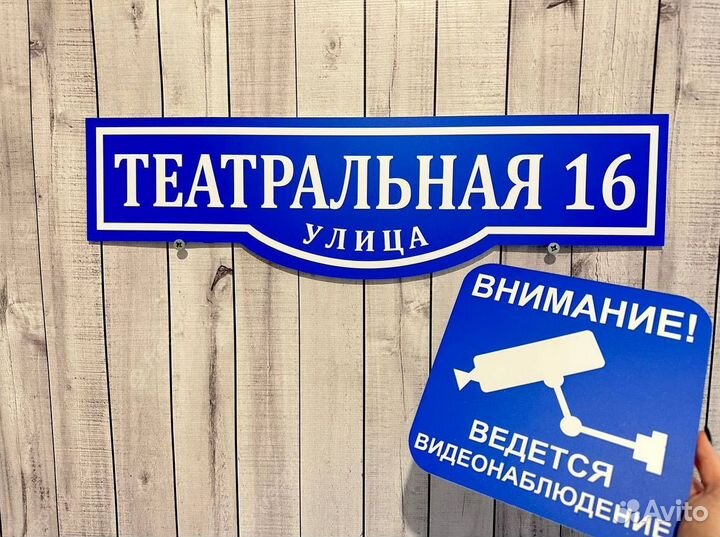 ТЕАТРАЛЬНАЯ 16
УЛИЦА
ВНИМАНИЕ!
ВЕДЕТСЯ
ВИДЕОНАБЛЮДЕНИЕ
Avito